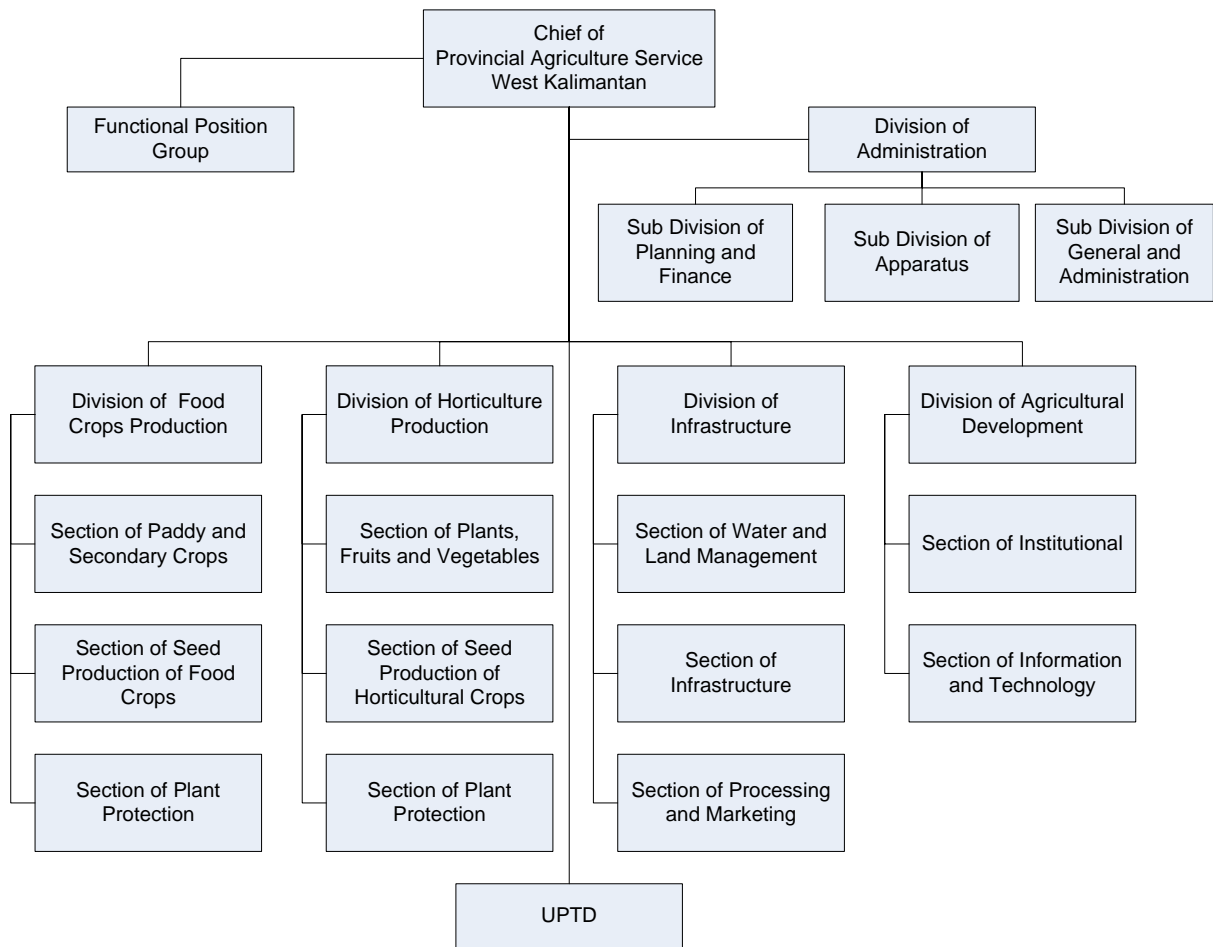 Chief of
Provincial Agriculture Service
West Kalimantan
Functional Position
Group
Division of
Administration
Sub Division of
Planning and
Finance
Sub Division of
Apparatus
Sub Division of
General and
Administration
Division of Food
Crops Production
Section of Paddy and
Secondary Crops
Section of Seed
Production of Food
Crops
Section of Plant
Protection
Division of Horticulture
Production
Section of Plants,
Fruits and Vegetables
Section of Seed
Production of
Horticultural Crops
Section of Plant
Protection
Division of
Infrastructure
Section of Water and
Land Management
Section of
Infrastructure
Section of Processing
and Marketing
Division of Agricultural
Development
Section of Institutional
Section of Information
and Technology
UPTD